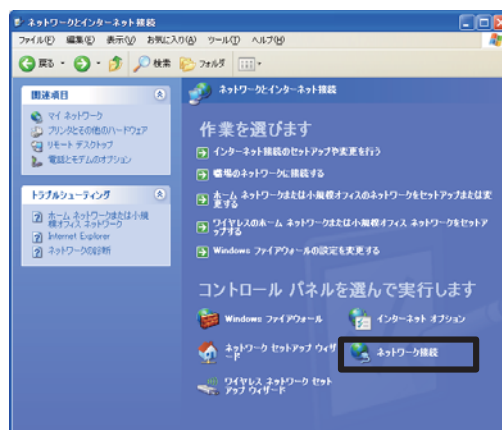 ネットワークとインターネット接続
ファイル(F) 編集(E) 表示(V) お気に入り(A) ツール(T) ヘルプ(H)
戻る 検索 フォルダ
関連項目
マイ ネットワーク
プリンタとその他のハードウェア
リモート デスクトップ
電話とモデムのオプション
トラブルシューティング
ホーム ネットワークまたは小規
模オフィス ネットワーク
Internet Explorer
ネットワークの診断
ネットワークとインターネット接続
作業を選びます
インターネット接続のセットアップや変更を行う
職場のネットワークに接続する
ホーム ネットワークまたは小規模オフィスのネットワークをセットアップまたは変
更する
ワイヤレスのホーム ネットワークまたは小規模オフィス ネットワークをセットア
ップする
Windows ファイアウォールの設定を変更する
コントロール パネルを選んで実行します
Windows ファイアウォール
インターネット オプション
ネットワーク セットアップ ウィザ
ード
ネットワーク接続
ワイヤレス ネットワーク セット
アップ ウィザード